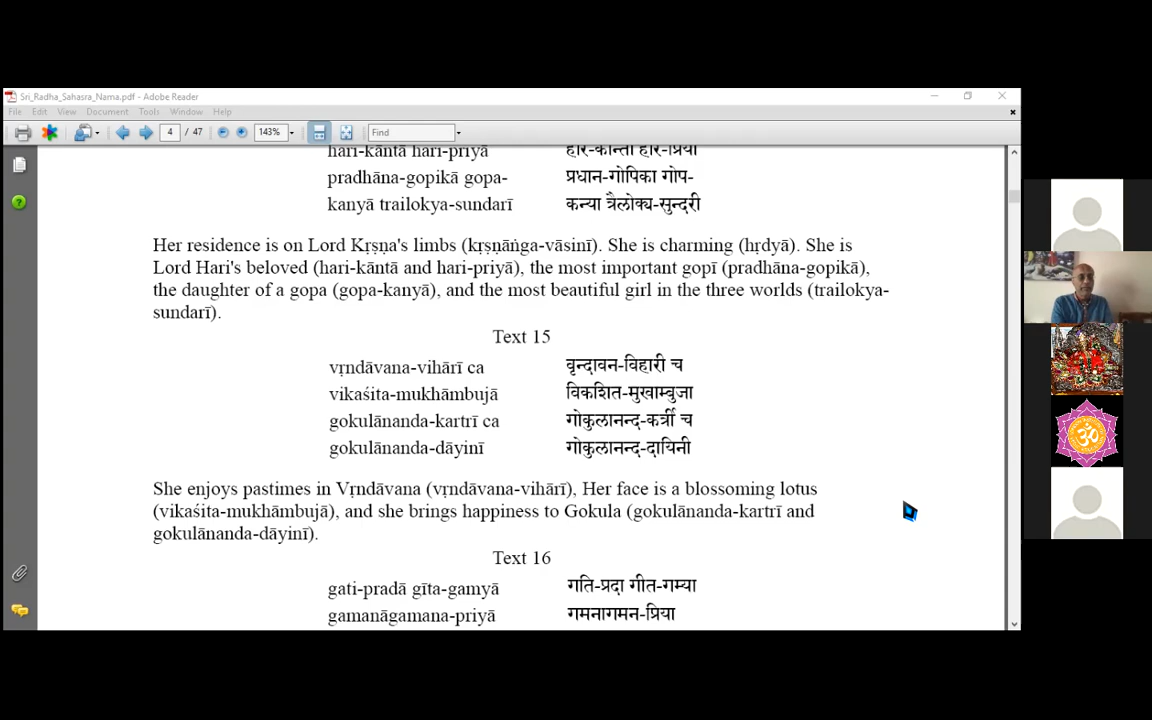 Sri_Radha_Sahasra_Nama.pdf - Adobe Reader
File Edit View Document Tools Window Help
4 / 47 143% Find
hari-kāntā hari-priyā हरि-कान्ता हरि-प्रिया
pradhāna-gopikā gopa- प्रधान-गोपिका गोप-
kanyā trailokya-sundarī कन्या त्रैलोक्य-सुन्दरी
Her residence is on Lord Kṛṣṇa's limbs (kṛṣṇāṅga-vāsinī). She is charming (hṛdyā). She is
Lord Hari's beloved (hari-kāntā and hari-priyā), the most important gopī (pradhāna-gopikā),
the daughter of a gopa (gopa-kanyā), and the most beautiful girl in the three worlds (trailokya-
sundarī).
Text 15
vṛndāvana-vihārī ca वृन्दावन-विहारी च
vikaśita-mukhāmbujā विकशित-मुखाम्बुजा
gokulānanda-kartrī ca गोकुलानन्द-कर्त्री च
gokulānanda-dāyinī गोकुलानन्द-दायिनी
She enjoys pastimes in Vṛndāvana (vṛndāvana-vihārī), Her face is a blossoming lotus
(vikaśita-mukhāmbujā), and she brings happiness to Gokula (gokulānanda-kartrī and
gokulānanda-dāyinī).
Text 16
gati-pradā gīta-gamyā गति-प्रदा गीत-गम्या
gamanāgamana-priyā गमनागमन-प्रिया
ॐ